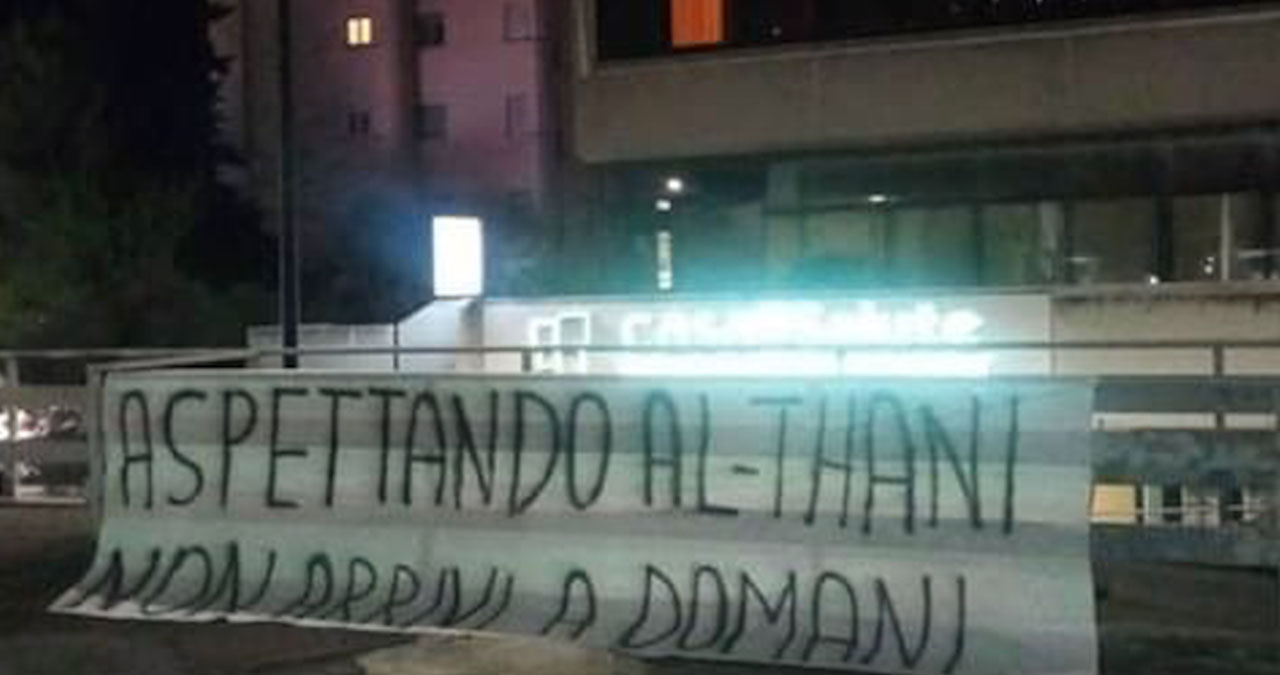 ASPETTANDO AL-THANI
NON ARRIVI A DOMANI